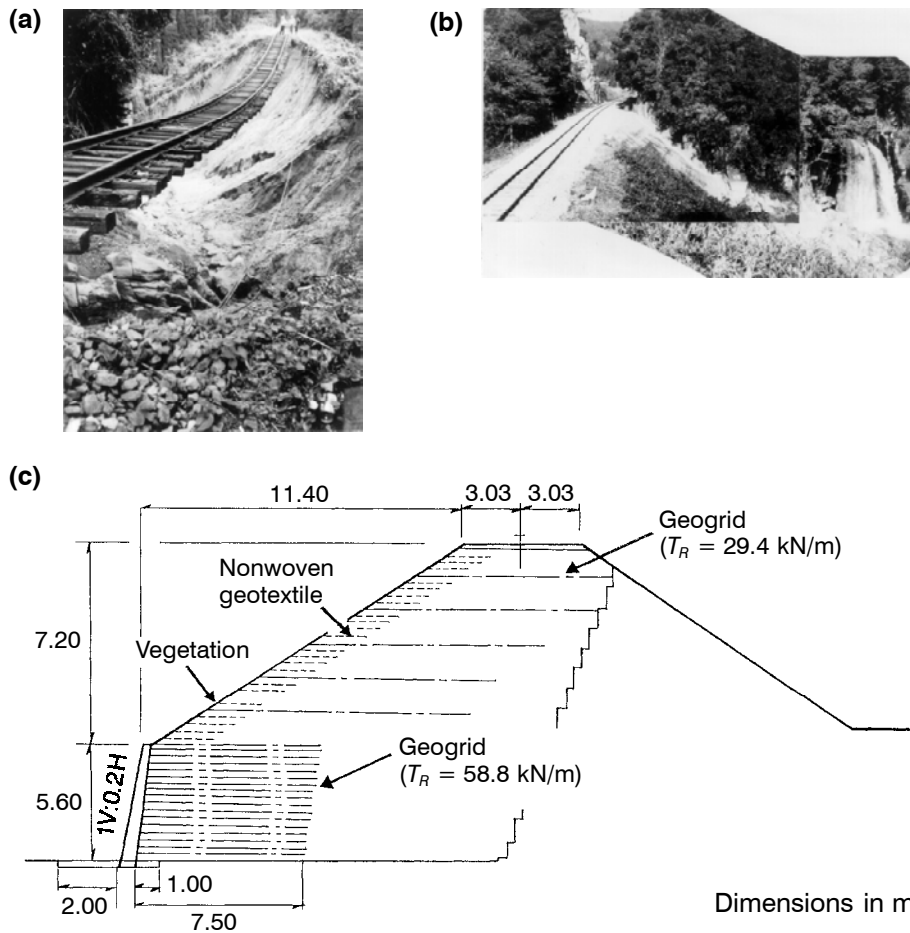 (a)
(b)
(c)
11.40
3.03
3.03
Geogrid
(T_R = 29.4 kN/m)
Nonwoven
geotextile
7.20
Vegetation
Geogrid
(T_R = 58.8 kN/m)
5.60
1V:0.2H
1.00
2.00
7.50
Dimensions in m